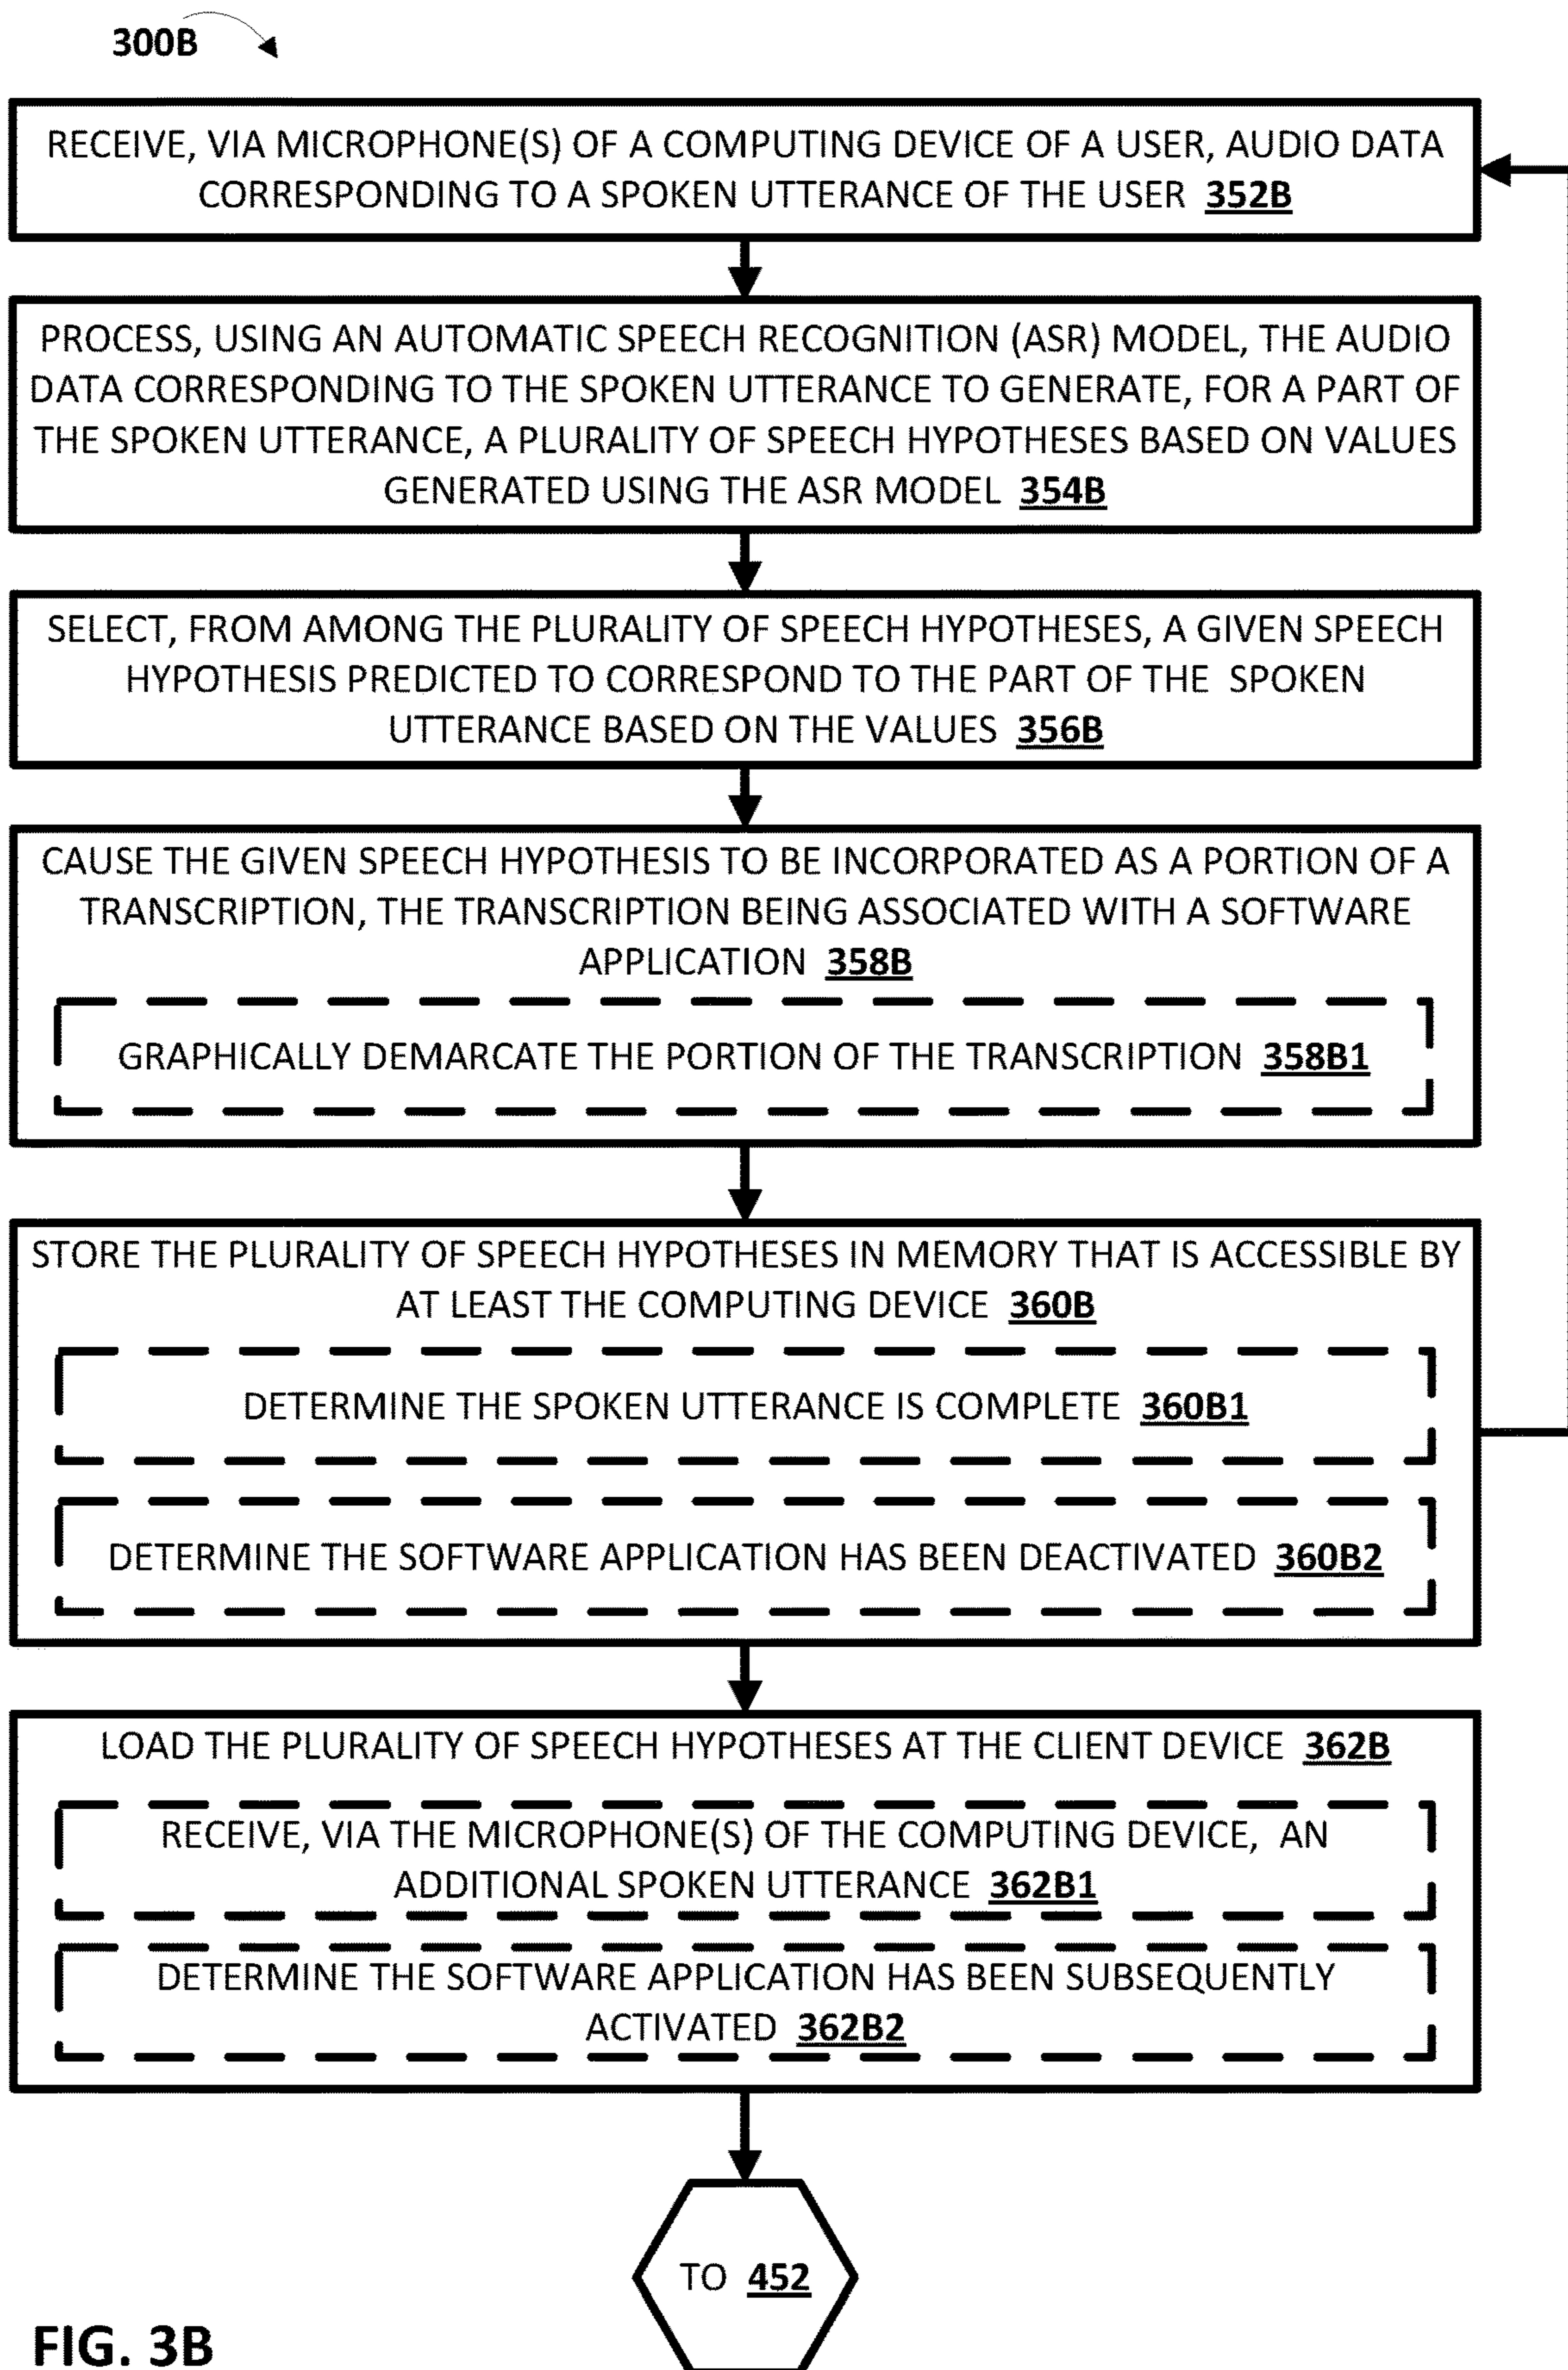 300B
RECEIVE, VIA MICROPHONE(S) OF A COMPUTING DEVICE OF A USER, AUDIO DATA
CORRESPONDING TO A SPOKEN UTTERANCE OF THE USER 352B
PROCESS, USING AN AUTOMATIC SPEECH RECOGNITION (ASR) MODEL, THE AUDIO
DATA CORRESPONDING TO THE SPOKEN UTTERANCE TO GENERATE, FOR A PART OF
THE SPOKEN UTTERANCE, A PLURALITY OF SPEECH HYPOTHESES BASED ON VALUES
GENERATED USING THE ASR MODEL 354B
SELECT, FROM AMONG THE PLURALITY OF SPEECH HYPOTHESES, A GIVEN SPEECH
HYPOTHESIS PREDICTED TO CORRESPOND TO THE PART OF THE SPOKEN
UTTERANCE BASED ON THE VALUES 356B
CAUSE THE GIVEN SPEECH HYPOTHESIS TO BE INCORPORATED AS A PORTION OF A
TRANSCRIPTION, THE TRANSCRIPTION BEING ASSOCIATED WITH A SOFTWARE
APPLICATION 358B
GRAPHICALLY DEMARCATE THE PORTION OF THE TRANSCRIPTION 358B1
STORE THE PLURALITY OF SPEECH HYPOTHESES IN MEMORY THAT IS ACCESSIBLE BY
AT LEAST THE COMPUTING DEVICE 360B
DETERMINE THE SPOKEN UTTERANCE IS COMPLETE 360B1
DETERMINE THE SOFTWARE APPLICATION HAS BEEN DEACTIVATED 360B2
LOAD THE PLURALITY OF SPEECH HYPOTHESES AT THE CLIENT DEVICE 362B
RECEIVE, VIA THE MICROPHONE(S) OF THE COMPUTING DEVICE, AN
ADDITIONAL SPOKEN UTTERANCE 362B1
DETERMINE THE SOFTWARE APPLICATION HAS BEEN SUBSEQUENTLY
ACTIVATED 362B2
TO 452
FIG. 3B